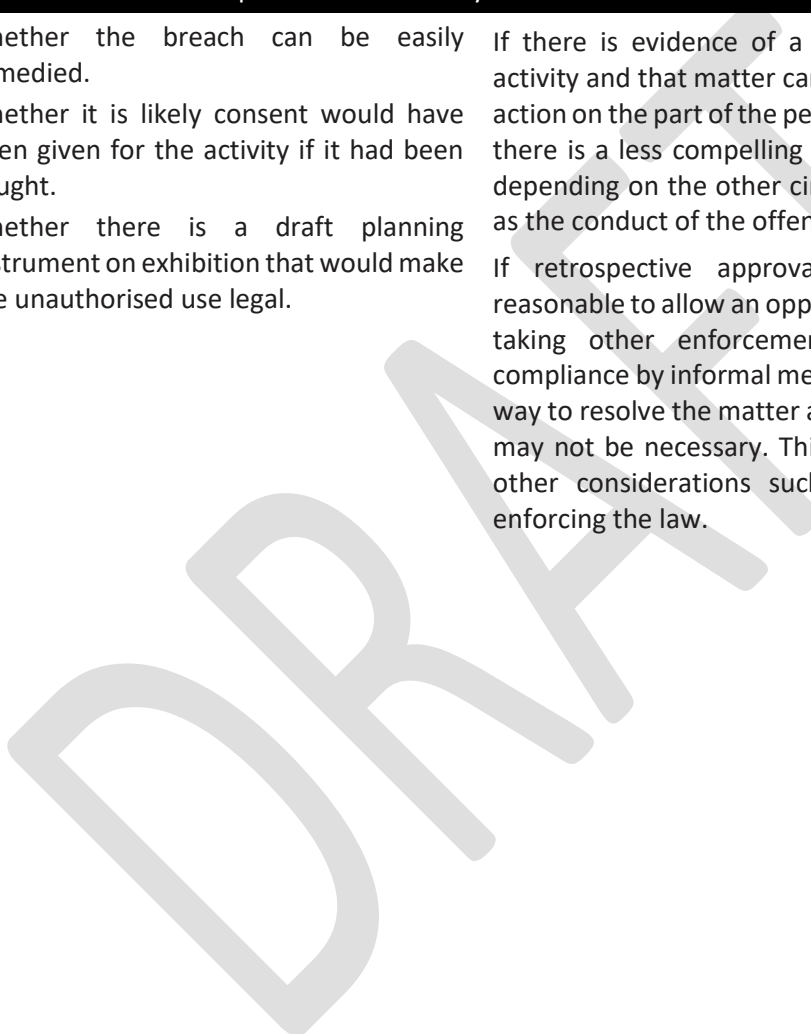 hether the breach can be easily
medied.
hether it is likely consent would have
en given for the activity if it had been
ught.
hether there is a draft planning
strument on exhibition that would make
e unauthorised use legal.
If there is evidence of a
activity and that matter ca
action on the part of the pe
there is a less compelling
depending on the other ci
as the conduct of the offen
If retrospective approva
reasonable to allow an opp
taking other enforcemen
compliance by informal me
way to resolve the matter a
may not be necessary. Thi
other considerations such
enforcing the law.
DRAFT